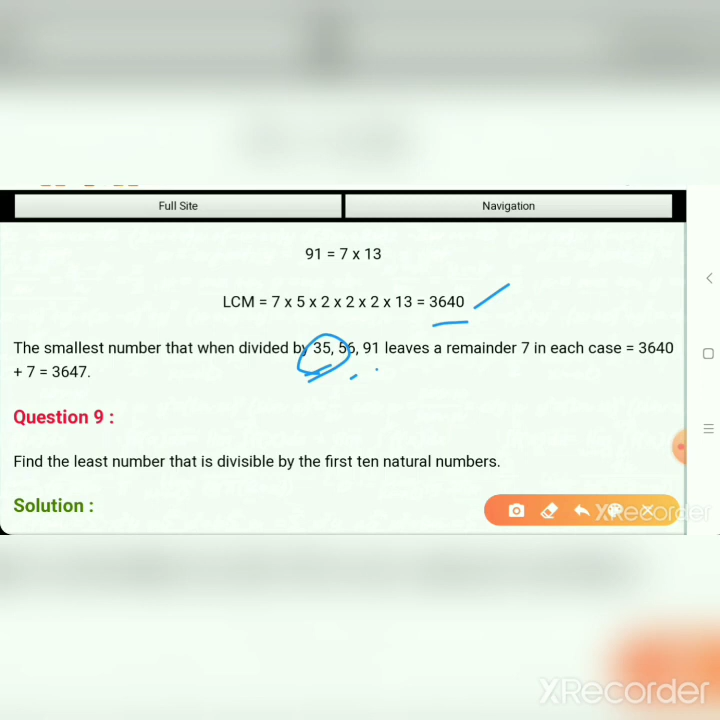 Full Site
Navigation
91 = 7 x 13
LCM = 7 x 5 x 2 x 2 x 2 x 13 = 3640
The smallest number that when divided by 35, 56, 91 leaves a remainder 7 in each case = 3640
+ 7 = 3647.
Question 9 :
Find the least number that is divisible by the first ten natural numbers.
Solution :
XRecorder
XRecorder